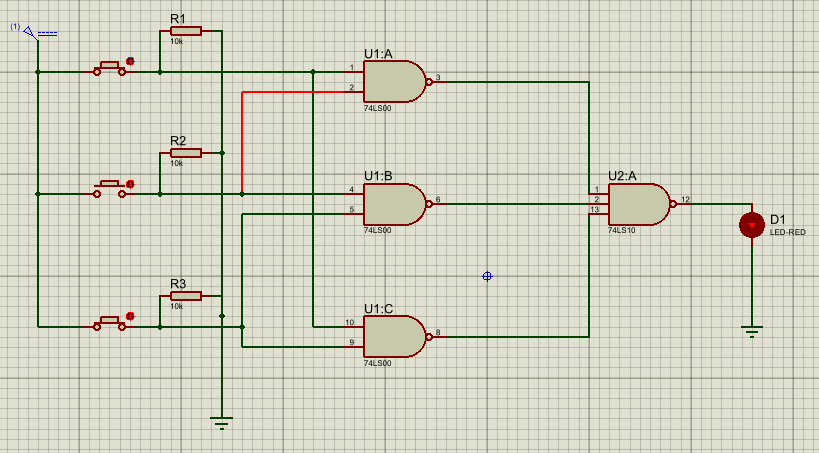 (1)
R1
10k
U1:A
1
2
3
74LS00
R2
10k
U1:B
4
5
6
74LS00
U2:A
1
2
13
12
74LS10
D1
LED-RED
R3
10k
U1:C
10
9
8
74LS00